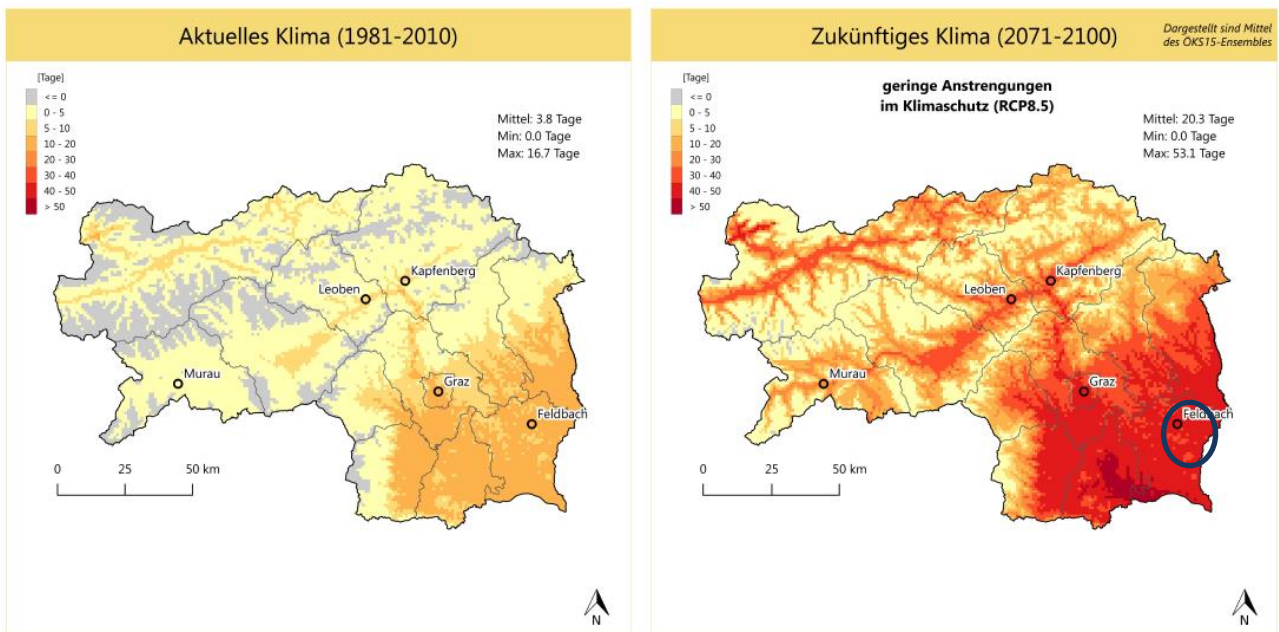 Aktuelles Klima (1981-2010)
[Tage]
<= 0
0 - 5
5 - 10
10 - 20
20 - 30
30 - 40
40 - 50
> 50
Mittel: 3.8 Tage
Min: 0.0 Tage
Max: 16.7 Tage
Kapfenberg
Leoben
Murau
Graz
Feldbach
0 25 50 km
N
Zukünftiges Klima (2071-2100)
Dargestellt sind Mittel
des ÖKS15-Ensembles
geringe Anstrengungen
im Klimaschutz (RCP8.5)
[Tage]
<= 0
0 - 5
5 - 10
10 - 20
20 - 30
30 - 40
40 - 50
> 50
Mittel: 20.3 Tage
Min: 0.0 Tage
Max: 53.1 Tage
Kapfenberg
Leoben
Murau
Graz
Feldbach
0 25 50 km
N